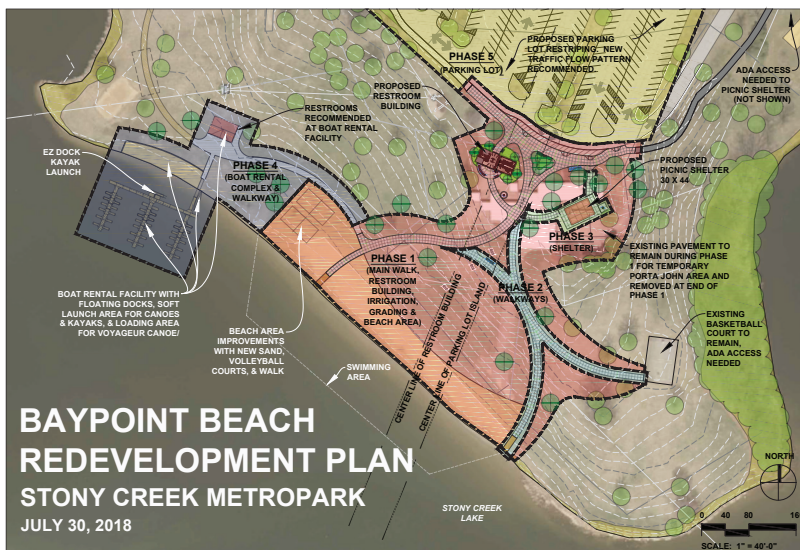 PHASE 5
(PARKING LOT)
PROPOSED PARKING
LOT RESTRIPING. NEW
TRAFFIC FLOW PATTERN
RECOMMENDED.
ADA ACCESS
NEEDED TO
PICNIC SHELTER
(NOT SHOWN)
PROPOSED
RESTROOM
BUILDING
RESTROOMS
RECOMMENDED
AT BOAT RENTAL
FACILITY
EZ DOCK
KAYAK
LAUNCH
PHASE 4
(BOAT RENTAL
COMPLEX &
WALKWAY)
PROPOSED
PICNIC SHELTER
30 X 44
PHASE 3
(SHELTER)
PHASE 1
(MAIN WALK,
RESTROOM
BUILDING,
IRRIGATION,
GRADING &
BEACH AREA)
PHASE 2
(WALKWAYS)
EXISTING PAVEMENT TO
REMAIN DURING PHASE
1 FOR TEMPORARY
PORTA JOHN AREA AND
REMOVED AT END OF
PHASE 1
BOAT RENTAL FACILITY WITH
FLOATING DOCKS, SOFT
LAUNCH AREA FOR CANOES
& KAYAKS, & LOADING AREA
FOR VOYAGEUR CANOE/
BEACH AREA
IMPROVEMENTS
WITH NEW SAND,
VOLLEYBALL
COURTS, & WALK
SWIMMING
AREA
CENTER LINE OF RESTROOM BUILDING
CENTER LINE OF PARKING LOT ISLAND
EXISTING
BASKETBALL
COURT TO
REMAIN,
ADA ACCESS
NEEDED
BAYPOINT BEACH
REDEVELOPMENT PLAN
STONY CREEK METROPARK
JULY 30, 2018
STONY CREEK
LAKE
NORTH
0 40 80 160
SCALE: 1" = 40'-0"